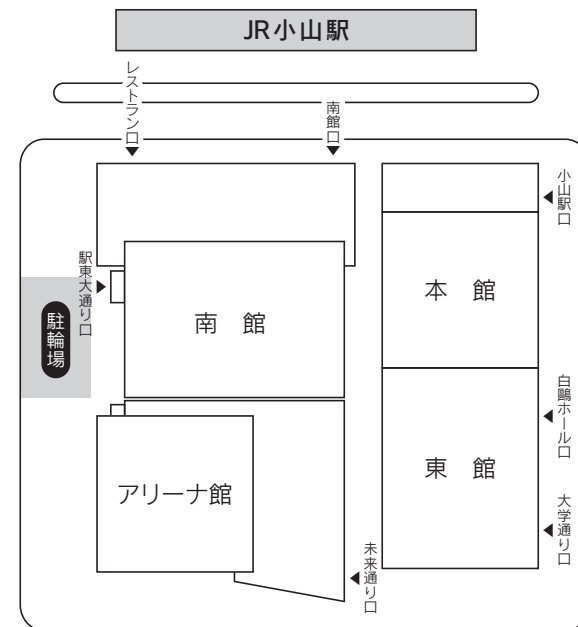 JR小山駅
レストラン口
南館口
小山駅口
駅東大通り口
本 館
南 館
駐輪場
白鷗ホール口
東 館
アリーナ館
大学通り口
未来通り口